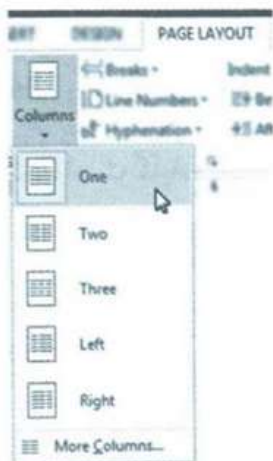 DESIGN PAGE LAYOUT
Breaks Indent
Columns Line Numbers
Hyphenation
One
Two
Three
Left
Right
More Columns...